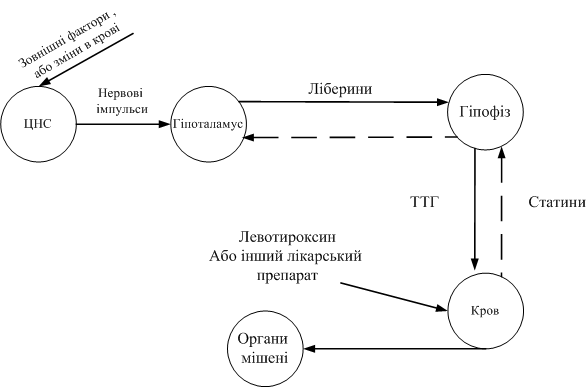 Зовнішні фактори ,
або зміни в крові
Нервові
імпульси
Ліберини
ЦНС
Гіпоталамус
Гіпофіз
ТТГ
Статини
Левотироксин
Або інший лікарський
препарат
Кров
Органи
мішені